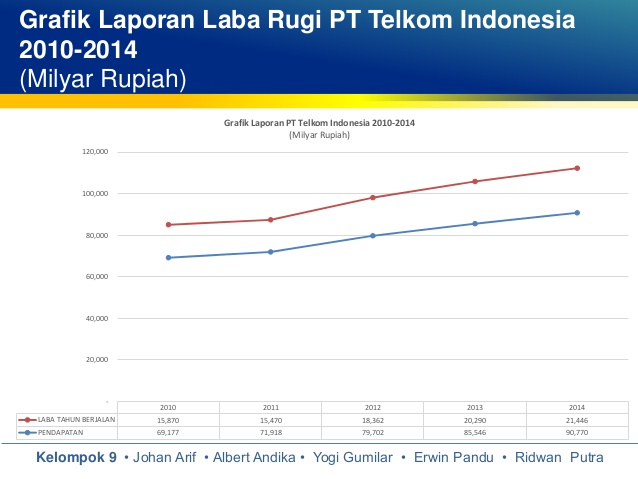 Grafik Laporan Laba Rugi PT Telkom Indonesia
2010-2014
(Milyar Rupiah)
Grafik Laporan PT Telkom Indonesia 2010-2014
(Milyar Rupiah)
120,000
100,000
80,000
60,000
40,000
20,000
-
2010 2011 2012 2013 2014
LABA TAHUN BERJALAN 15,870 15,470 18,362 20,290 21,446
PENDAPATAN 69,177 71,918 79,702 85,546 90,770
Kelompok 9 • Johan Arif • Albert Andika • Yogi Gumilar • Erwin Pandu • Ridwan Putra